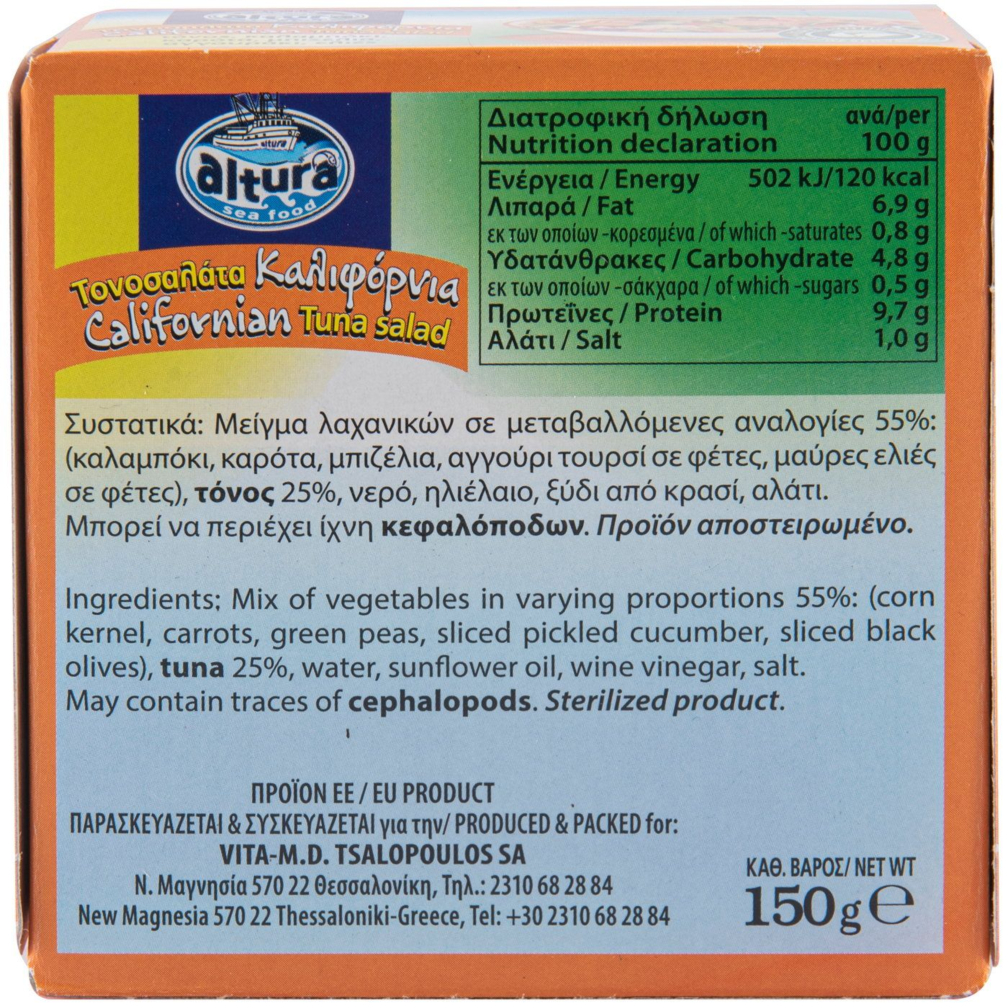 altura
altura
sea food
Τονοσαλάτα Καλιφόρνια
Californian Tuna salad
Διατροφική δήλωση ανά/per
Nutrition declaration 100 g
Ενέργεια / Energy 502 kJ/120 kcal
Λιπαρά / Fat 6,9 g
εκ των οποίων -κορεσμένα / of which -saturates 0,8 g
Υδατάνθρακες / Carbohydrate 4,8 g
εκ των οποίων -σάκχαρα / of which -sugars 0,5 g
Πρωτεΐνες / Protein 9,7 g
Αλάτι / Salt 1,0 g
Συστατικά: Μείγμα λαχανικών σε μεταβαλλόμενες αναλογίες 55%:
(καλαμπόκι, καρότα, μπιζέλια, αγγούρι τουρσί σε φέτες, μαύρες ελιές
σε φέτες), τόνος 25%, νερό, ηλιέλαιο, ξύδι από κρασί, αλάτι.
Μπορεί να περιέχει ίχνη κεφαλόποδων. Προϊόν αποστειρωμένο.
Ingredients: Mix of vegetables in varying proportions 55%: (corn
kernel, carrots, green peas, sliced pickled cucumber, sliced black
olives), tuna 25%, water, sunflower oil, wine vinegar, salt.
May contain traces of cephalopods. Sterilized product.
ΠΡΟΪΟΝ ΕΕ / EU PRODUCT
ΠΑΡΑΣΚΕΥΑΖΕΤΑΙ & ΣΥΣΚΕΥΑΖΕΤΑΙ για την/ PRODUCED & PACKED for:
VITA-M.D. TSALOPOULOS SA
Ν. Μαγνησία 570 22 Θεσσαλονίκη, Τηλ.: 2310 68 28 84
New Magnesia 570 22 Thessaloniki-Greece, Tel: +30 2310 68 28 84
ΚΑΘ. ΒΑΡΟΣ/ NET WT
150 g ℮